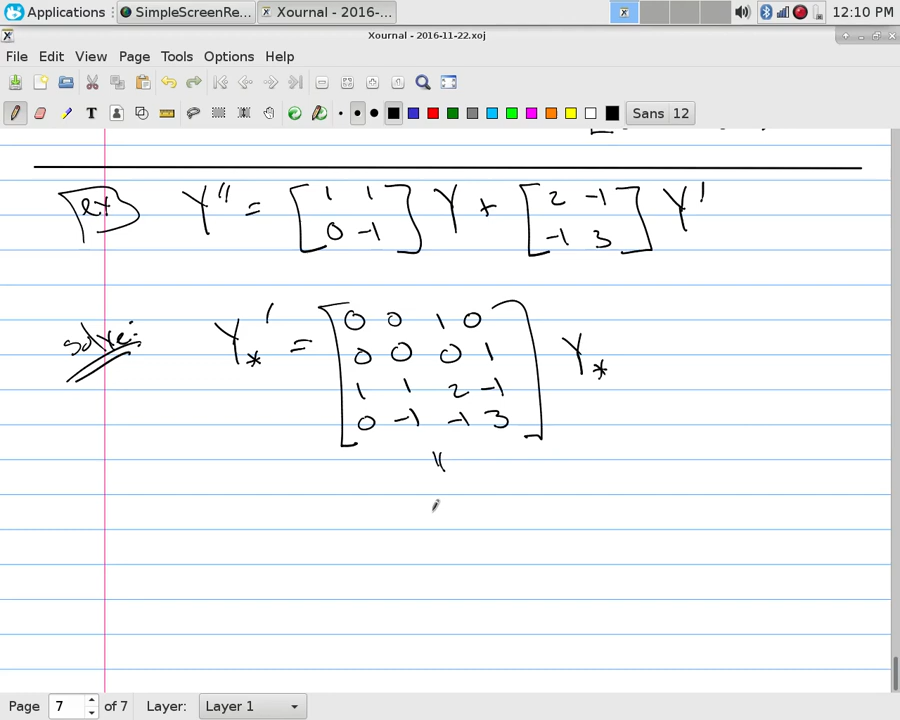 Applications SimpleScreenRe... Xournal - 2016-... 12:10 PM
Xournal - 2016-11-22.xoj
File Edit View Page Tools Options Help
Sans 12
ex Y'' = [ 1 1 ] Y + [ 2 -1 ] Y'
0 -1 -1 3
solve: Y*' = [ 0 0 1 0 ] Y*
0 0 0 1
1 1 2 -1
0 -1 -1 3
"
Page 7 of 7 Layer: Layer 1